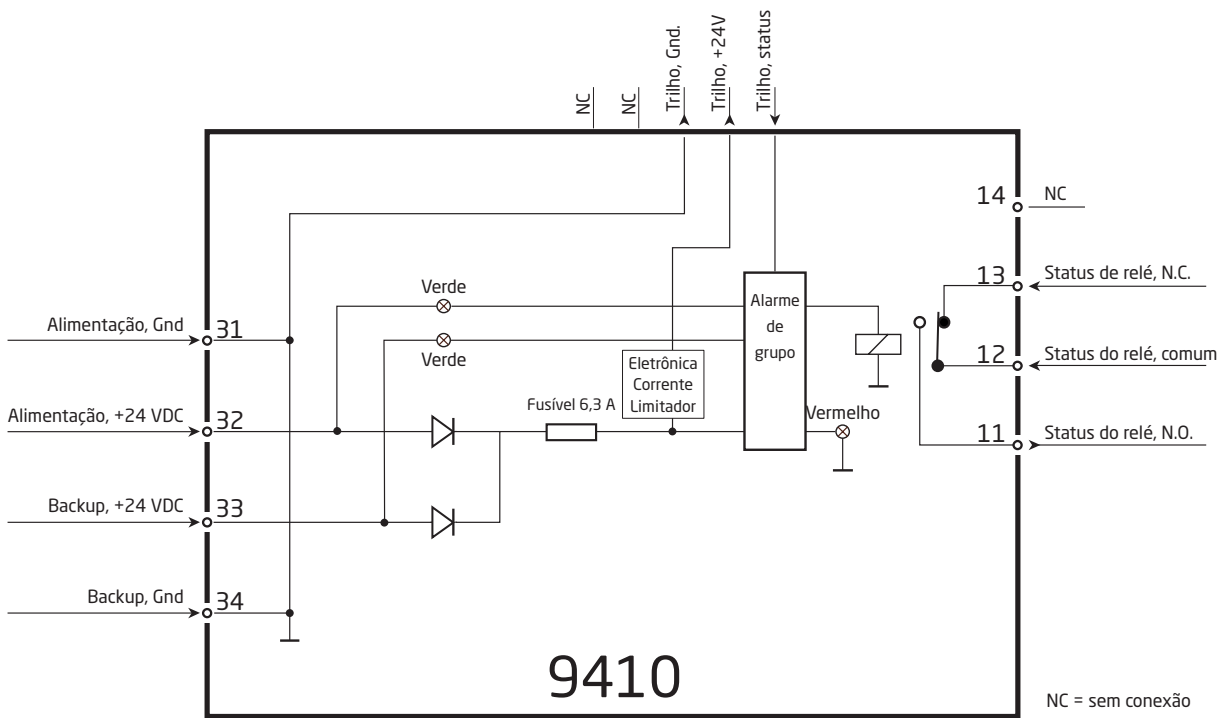 NC
NC
Trilho, Gnd.
Trilho, +24V
Trilho, status
14
NC
13
Status de relé, N.C.
Verde
Alarme
de
grupo
Alimentação, Gnd
31
Verde
12
Status do relé, comum
Eletrônica
Corrente
Limitador
Alimentação, +24 VDC
32
Fusível 6,3 A
Vermelho
11
Status do relé, N.O.
Backup, +24 VDC
33
Backup, Gnd
34
9410
NC = sem conexão